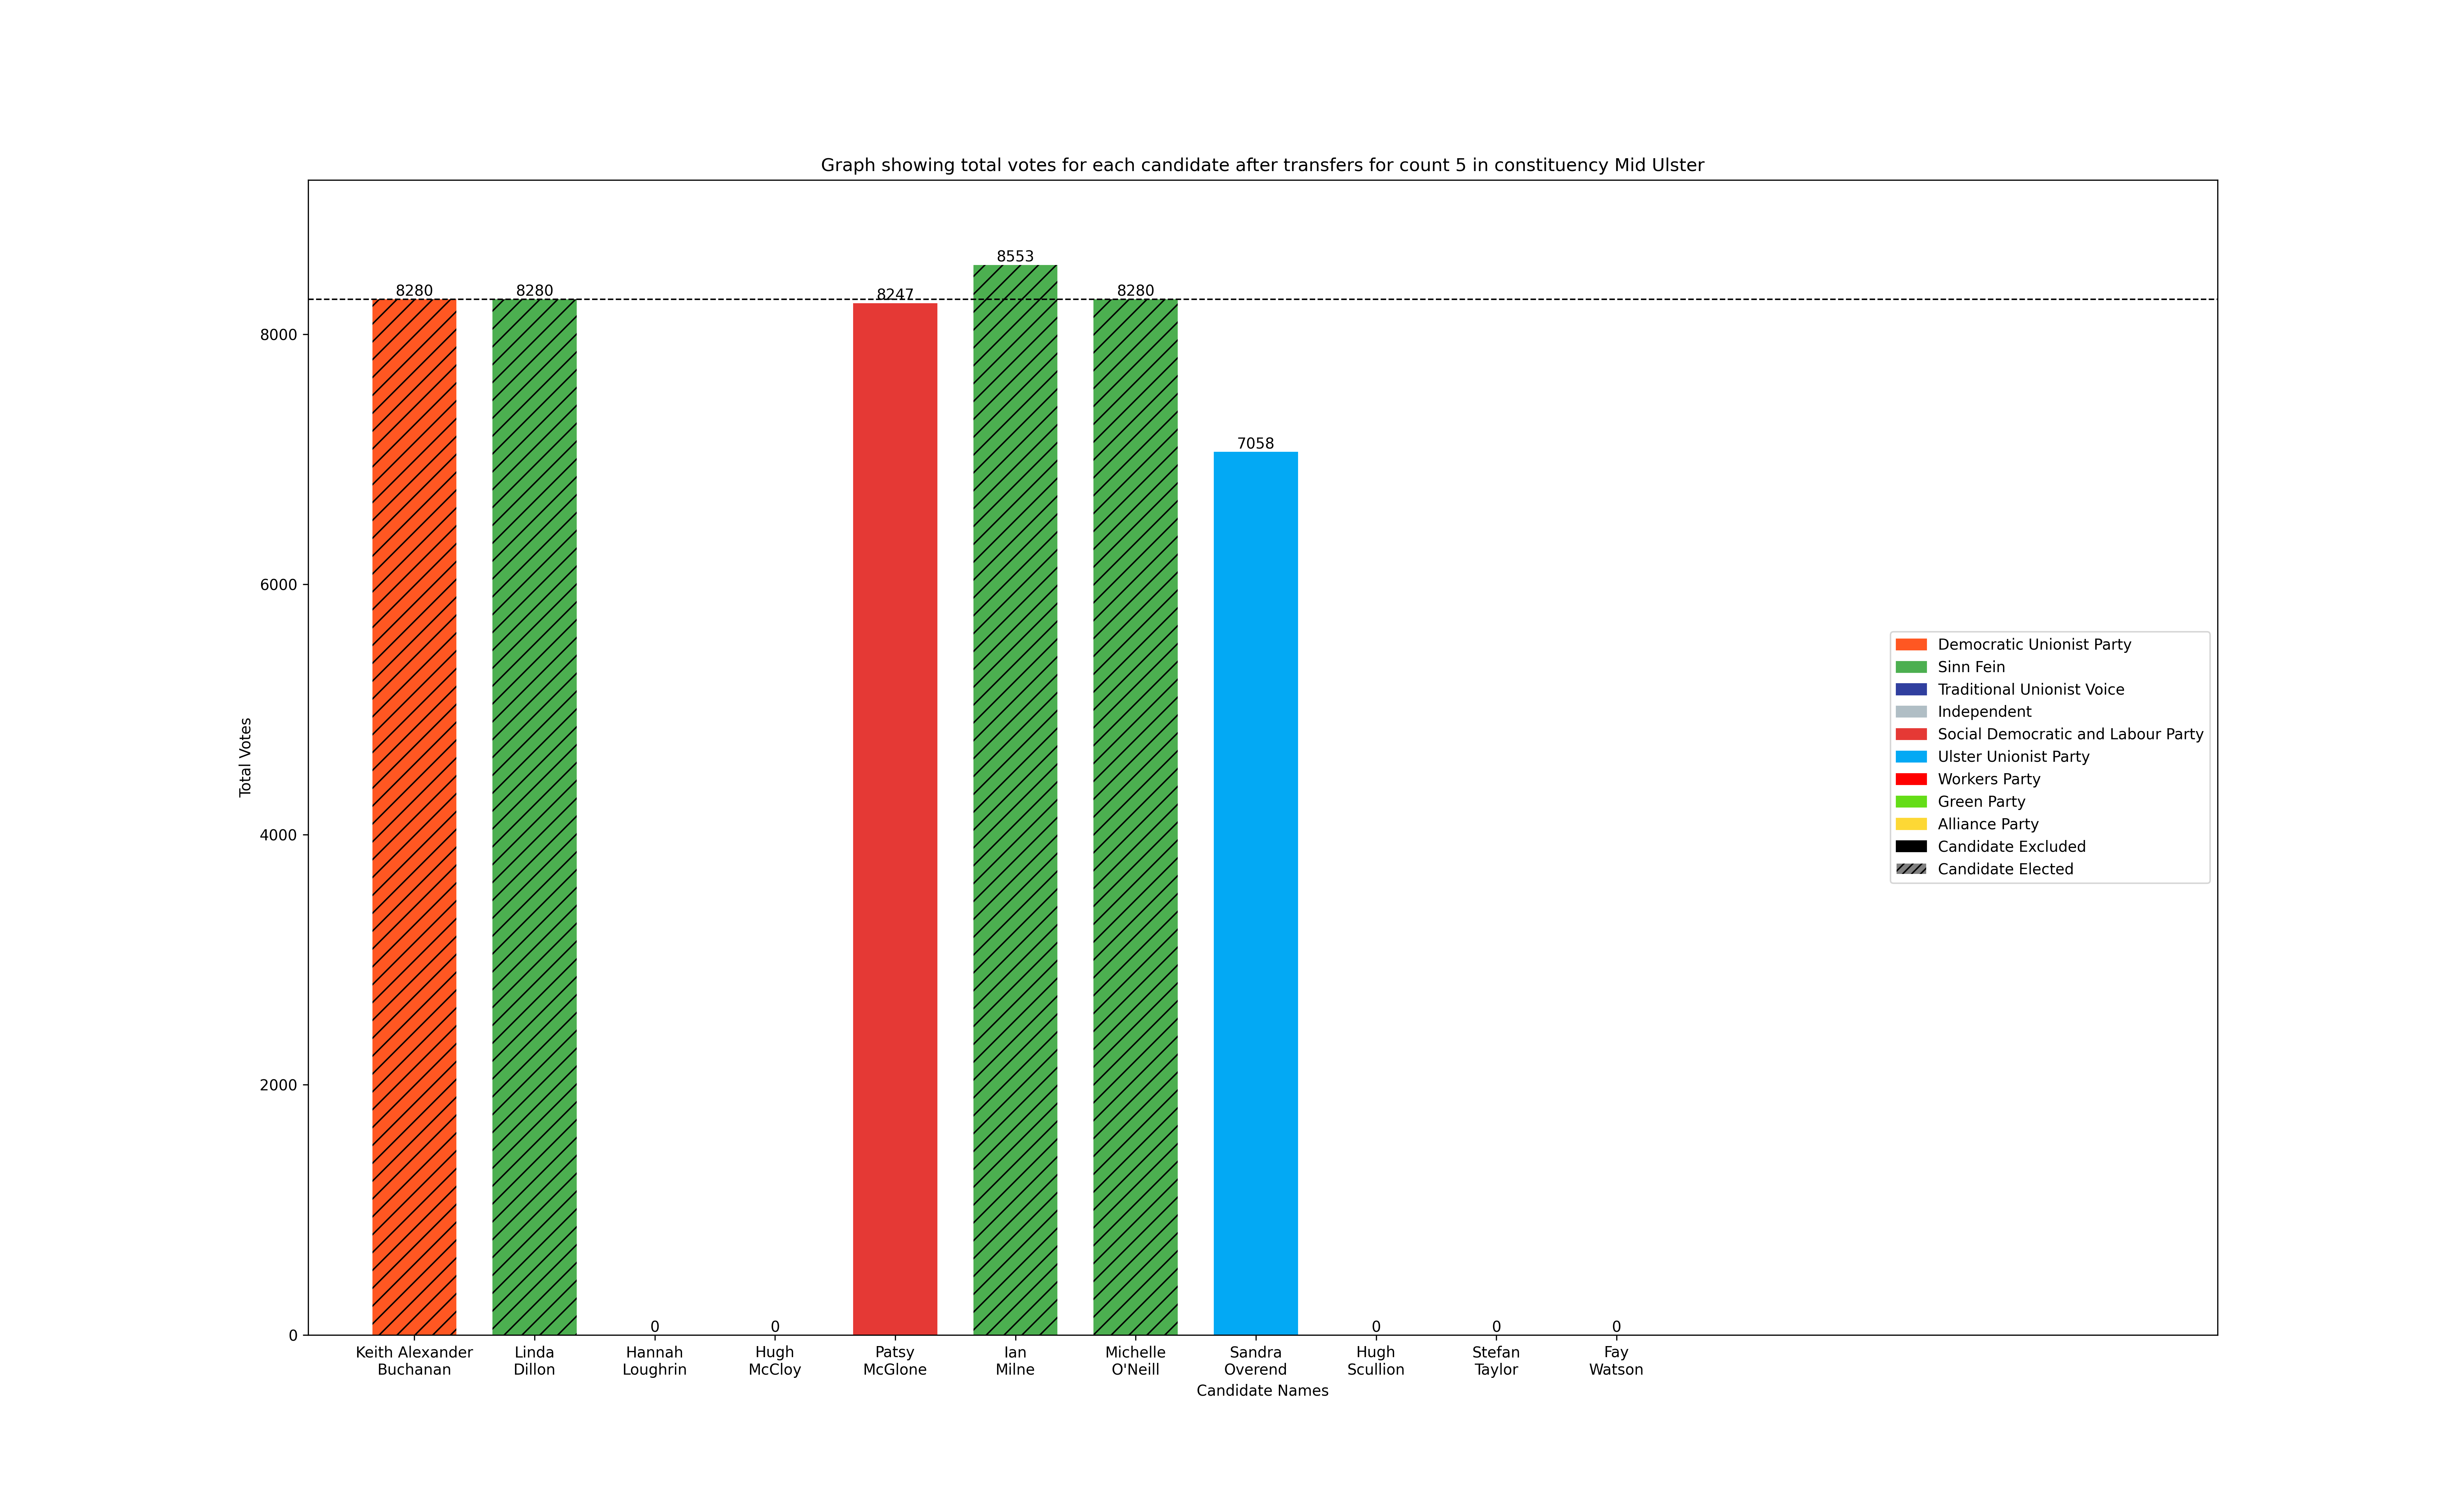 Graph showing total votes for each candidate after transfers for count 5 in constituency Mid Ulster
8553
8280
8280
8247
8280
7058
0
0
0
0
0
8000
6000
4000
2000
0
Total Votes
Democratic Unionist Party
Sinn Fein
Traditional Unionist Voice
Independent
Social Democratic and Labour Party
Ulster Unionist Party
Workers Party
Green Party
Alliance Party
Candidate Excluded
Candidate Elected
Keith Alexander
Buchanan
Linda
Dillon
Hannah
Loughrin
Hugh
McCloy
Patsy
McGlone
Ian
Milne
Michelle
O'Neill
Sandra
Overend
Hugh
Scullion
Stefan
Taylor
Fay
Watson
Candidate Names